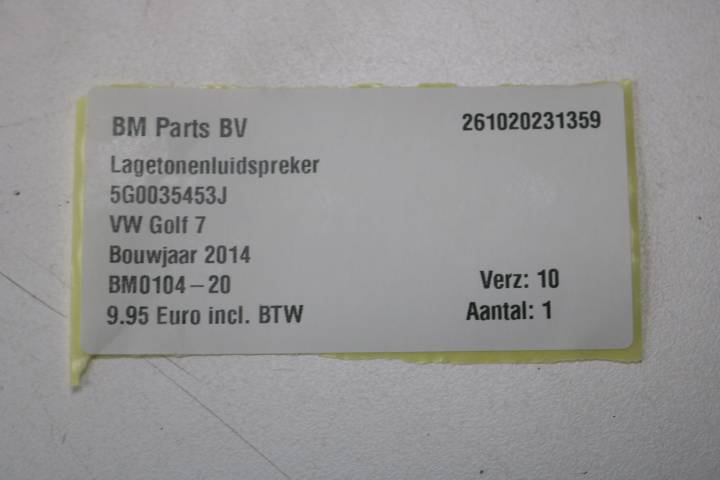 BM Parts BV 261020231359
Lagetonenluidspreker
5G0035453J
VW Golf 7
Bouwjaar 2014
BM0104-20 Verz: 10
9.95 Euro incl. BTW Aantal: 1